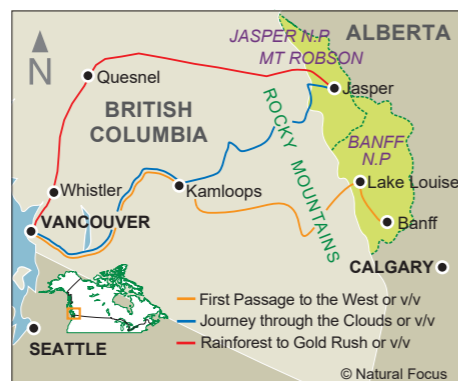 ALBERTA
JASPER N.P
MT ROBSON
N
Quesnel
Jasper
BRITISH
COLUMBIA
ROCKY MOUNTAINS
BANFF
N.P
Whistler
Kamloops
Lake Louise
VANCOUVER
Banff
CALGARY
First Passage to the West or v/v
Journey through the Clouds or v/v
Rainforest to Gold Rush or v/v
SEATTLE
© Natural Focus